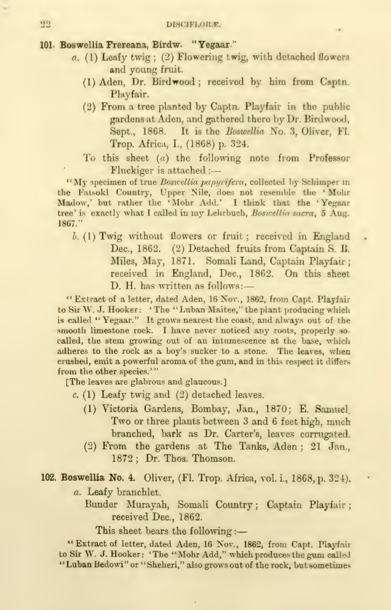 22 DISCIFLORÆ.
101. Boswellia Frereana, Birdw. "Yegaar."
a. (1) Leafy twig; (2) Flowering twig, with detached flowers
and young fruit.
(1) Aden, Dr. Birdwood; received by him from Captn.
Playfair.
(2) From a tree planted by Captn. Playfair in the public
gardens at Aden, and gathered there by Dr. Birdwood,
Sept., 1868. It is the Boswellia No. 3, Oliver, Fl.
Trop. Africa, I., (1868) p. 324.
To this sheet (a) the following note from Professor
Fluckiger is attached:—
"My specimen of true Boswellia papyrifera, collected by Schimper in
the Fatsokl Country, Upper Nile, does not resemble the 'Mohr
Madow,' but rather the 'Mohr Add.' I think that the 'Yegaar
tree' is exactly what I called in my Lehrbuch, Boswellia sacra, 5 Aug.
1867."
b. (1) Twig without flowers or fruit; received in England
Dec., 1862. (2) Detached fruits from Captain S. B.
Miles, May, 1871. Somali Land, Captain Playfair;
received in England, Dec., 1862. On this sheet
D. H. has written as follows:—
"Extract of a letter, dated Aden, 16 Nov., 1862, from Capt. Playfair
to Sir W. J. Hooker: 'The "Luban Maitee," the plant producing which
is called "Yegaar." It grows nearest the coast, and always out of the
smooth limestone rock. I have never noticed any roots, properly so-
called, the stem growing out of an intumescence at the base, which
adheres to the rock as a boy's sucker to a stone. The leaves, when
crushed, emit a powerful aroma of the gum, and in this respect it differs
from the other species.'"
[The leaves are glabrous and glaucous.]
c. (1) Leafy twig and (2) detached leaves.
(1) Victoria Gardens, Bombay, Jan., 1870; E. Samuel.
Two or three plants between 3 and 6 feet high, much
branched, bark as Dr. Carter's, leaves corrugated.
(2) From the gardens at The Tanks, Aden; 21 Jan.,
1872; Dr. Thos. Thomson.
102. Boswellia No. 4. Oliver, (Fl. Trop. Africa, vol. i., 1868, p. 324).
a. Leafy branchlet.
Bunder Murayah, Somali Country; Captain Playfair;
received Dec., 1862.
This sheet bears the following:—
"Extract of letter, dated Aden, 16 Nov., 1862, from Capt. Playfair
to Sir W. J. Hooker: 'The "Mohr Add," which produces the gum called
"Luban Bedowi" or "Sheheri," also grows out of the rock, but sometimes